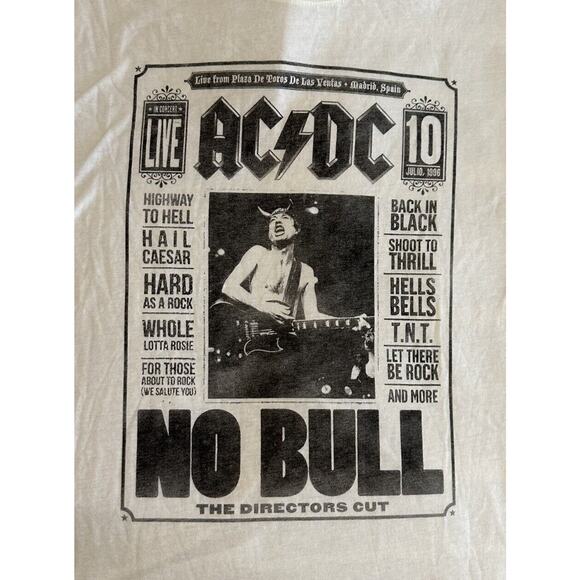 Live from Plaza De Toros De Las Ventas • Madrid, Spain
IN CONCERT
LIVE
AC/DC
10
JULIO, 1996
HIGHWAY
TO HELL
HAIL
CAESAR
HARD
AS A ROCK
WHOLE
LOTTA ROSIE
FOR THOSE
ABOUT TO ROCK
(WE SALUTE YOU)
BACK IN
BLACK
SHOOT TO
THRILL
HELLS
BELLS
T.N.T.
LET THERE
BE ROCK
AND MORE
NO BULL
THE DIRECTORS CUT